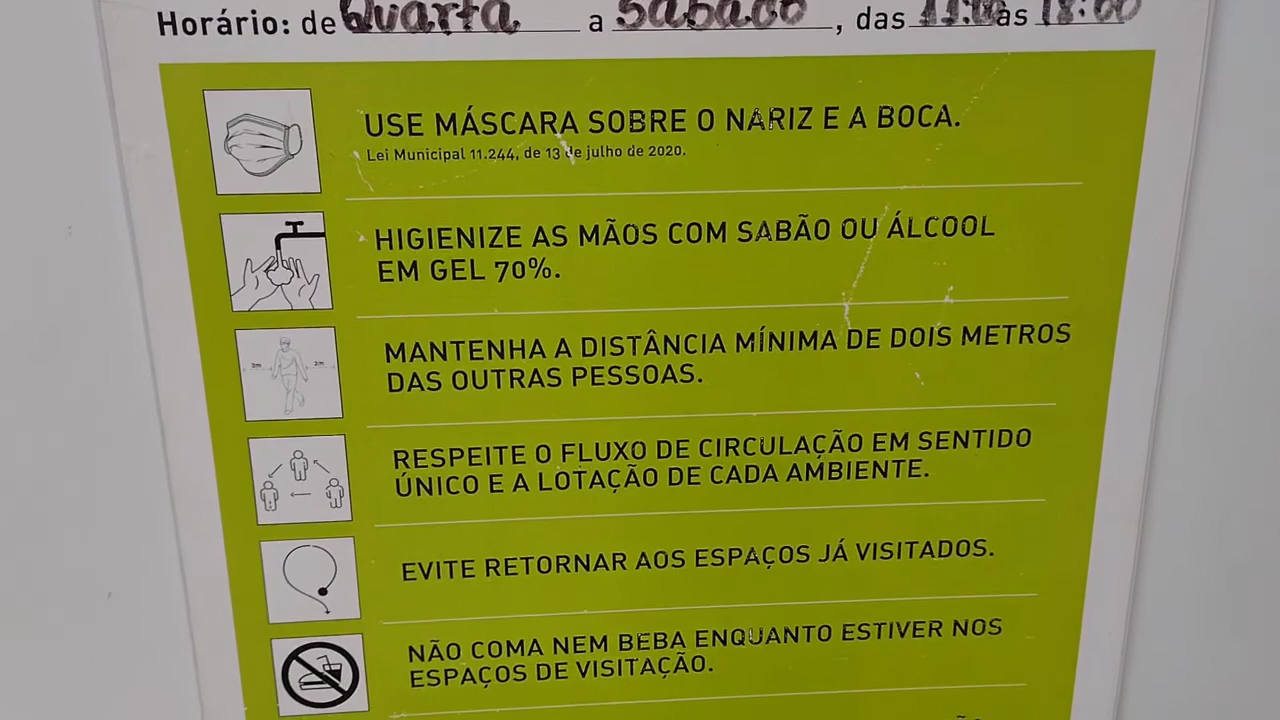 Horário: de Quarta a Sabado, das 11:00 às 18:00
USE MÁSCARA SOBRE O NARIZ E A BOCA.
Lei Municipal 11.244, de 13 de julho de 2020.
HIGIENIZE AS MÃOS COM SABÃO OU ÁLCOOL
EM GEL 70%.
2m 2m
MANTENHA A DISTÂNCIA MÍNIMA DE DOIS METROS
DAS OUTRAS PESSOAS.
RESPEITE O FLUXO DE CIRCULAÇÃO EM SENTIDO
ÚNICO E A LOTAÇÃO DE CADA AMBIENTE.
EVITE RETORNAR AOS ESPAÇOS JÁ VISITADOS.
NÃO COMA NEM BEBA ENQUANTO ESTIVER NOS
ESPAÇOS DE VISITAÇÃO.